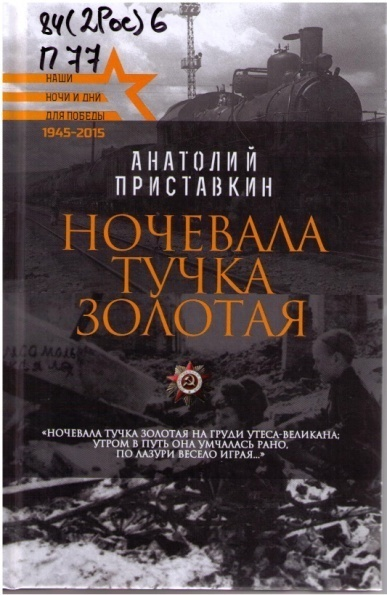 84(2Рос)6
П 77
НАШИ
НОЧИ И ДНИ
ДЛЯ ПОБЕДЫ
1945-2015
АНАТОЛИЙ
ПРИСТАВКИН
НОЧЕВАЛА
ТУЧКА
ЗОЛОТАЯ
«НОЧЕВАЛА ТУЧКА ЗОЛОТАЯ НА ГРУДИ УТЕСА-ВЕЛИКАНА;
УТРОМ В ПУТЬ ОНА УМЧАЛАСЬ РАНО,
ПО ЛАЗУРИ ВЕСЕЛО ИГРАЯ...»